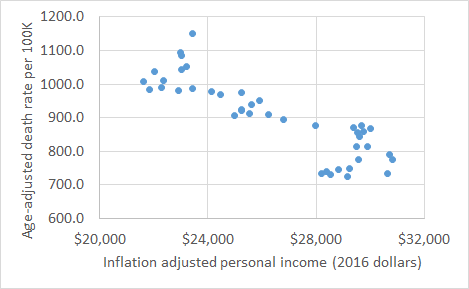 1200.0
1100.0
1000.0
900.0
800.0
700.0
600.0
Age-adjusted death rate per 100K
$20,000 $24,000 $28,000 $32,000
Inflation adjusted personal income (2016 dollars)